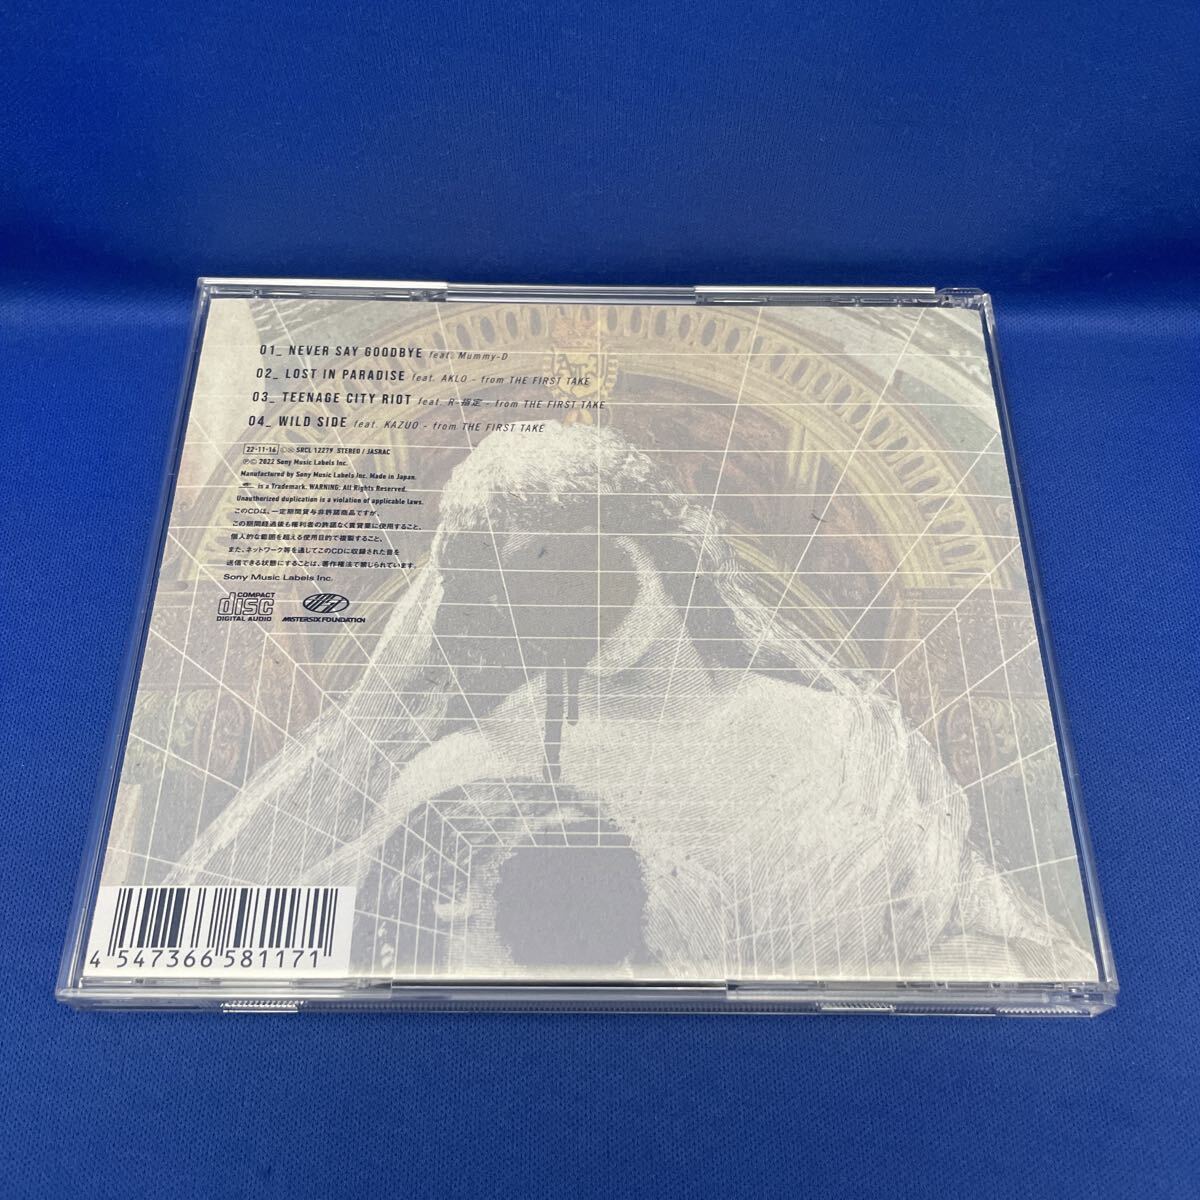 01_ NEVER SAY GOODBYE feat. Mummy-D
02_ LOST IN PARADISE feat. AKLO - from THE FIRST TAKE
03_ TEENAGE CITY RIOT feat. R-指定 - from THE FIRST TAKE
04_ WILD SIDE feat. KAZUO - from THE FIRST TAKE
22-11-16 SRCL 12279 STEREO / JASRAC
℗© 2022 Sony Music Labels Inc.
Manufactured by Sony Music Labels Inc. Made in Japan.
is a Trademark. WARNING: All Rights Reserved.
Unauthorized duplication is a violation of applicable laws.
このCDは、一定期間貸与非許諾商品ですが、
この期間経過後も権利者の許諾なく賃貸業に使用すること、
個人的な範囲を超える使用目的で複製すること、
また、ネットワーク等を通じてこのCDに収録された音を
送信できる状態にすることは、著作権法で禁じられています。
Sony Music Labels Inc.
COMPACT
disc
DIGITAL AUDIO
MISTERSIX FOUNDATION
4 547366 581171